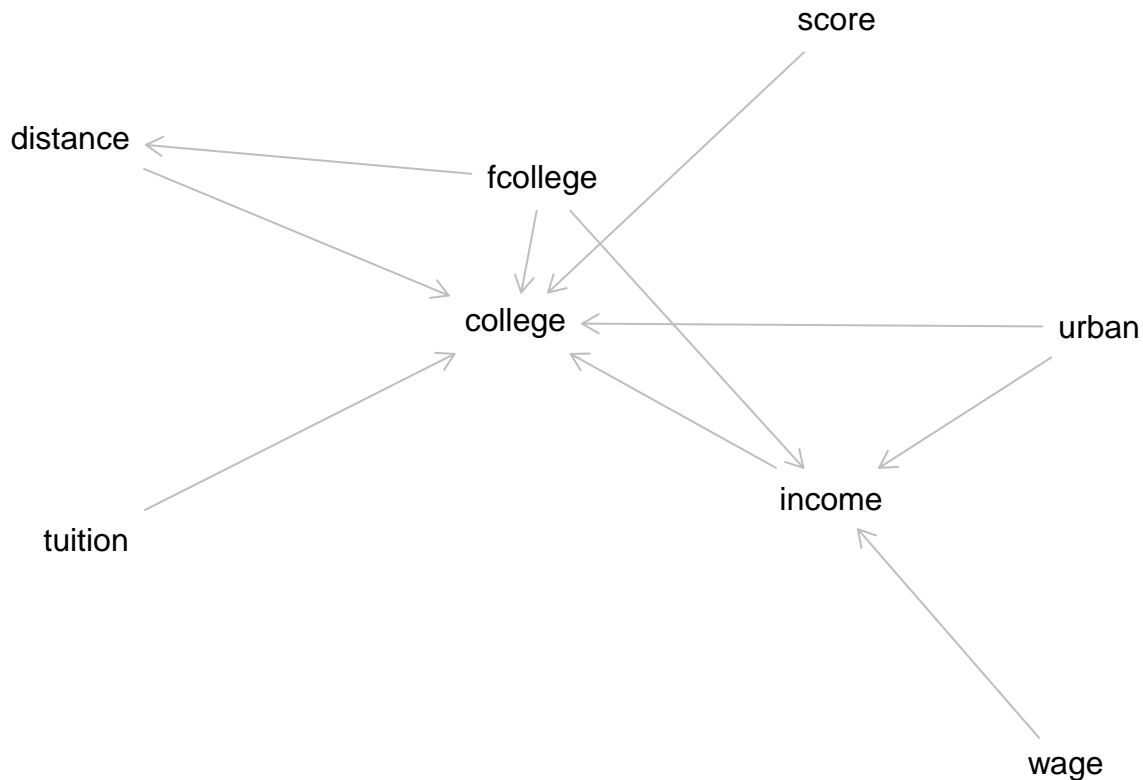 score
distance
fcollege
college
urban
income
tuition
wage